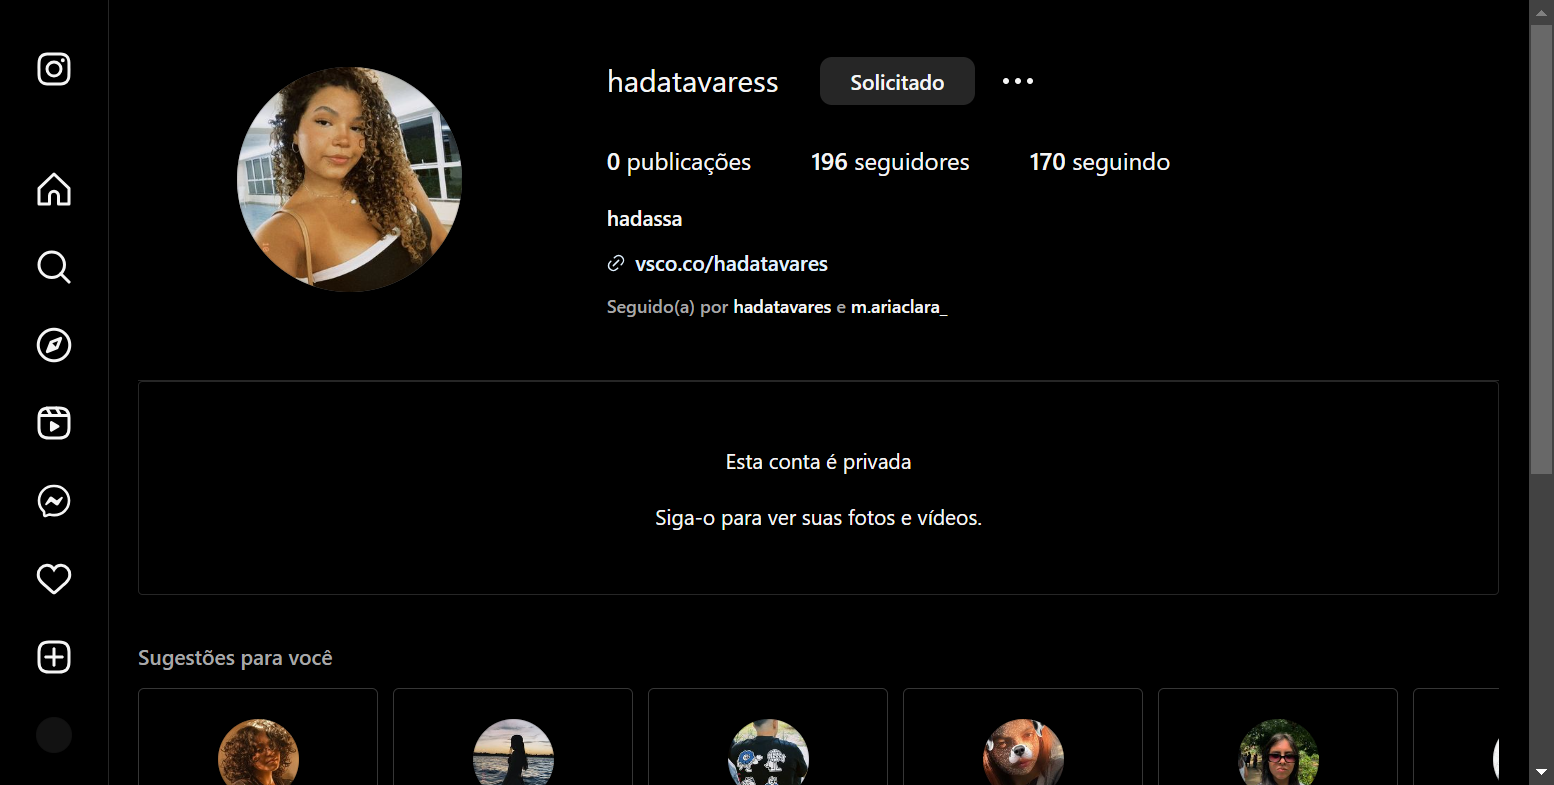 hadatavaress Solicitado
0 publicações 196 seguidores 170 seguindo
hadassa
vsco.co/hadatavares
Seguido(a) por hadatavares e m.ariaclara_
Esta conta é privada
Siga-o para ver suas fotos e vídeos.
Sugestões para você